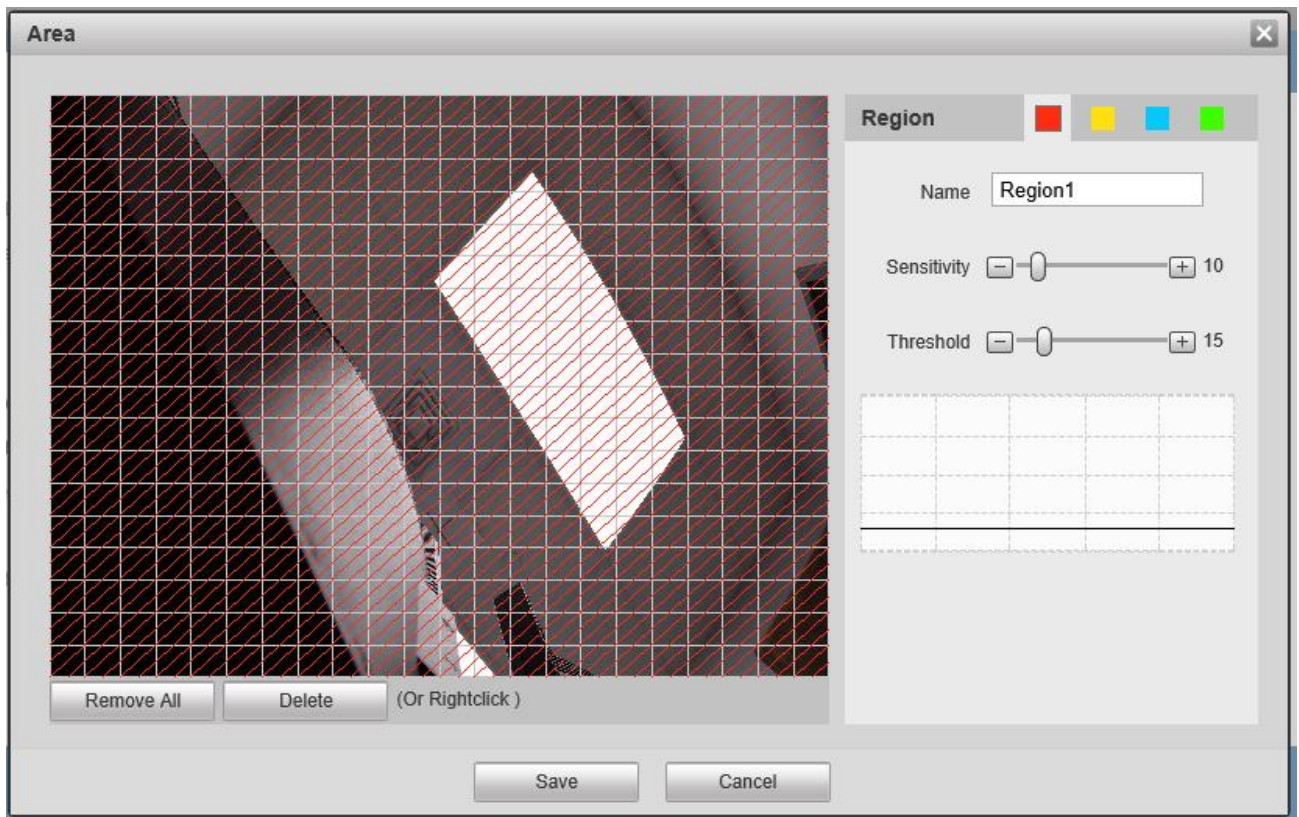 Area
Region
Name Region1
Sensitivity 10
Threshold 15
Remove All Delete (Or Rightclick )
Save Cancel